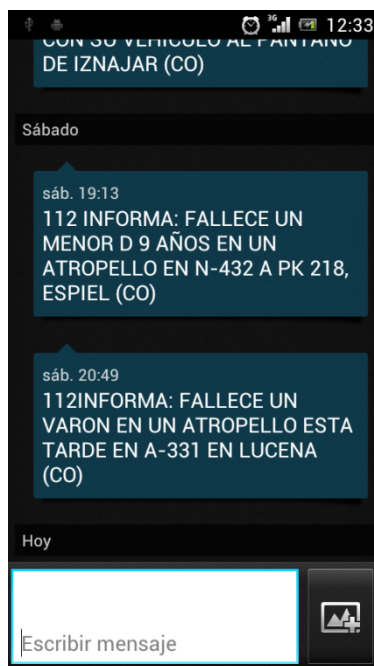 3G 12:33
CON SU VEHICULO AL PANTANO
DE IZNAJAR (CO)
Sábado
sáb. 19:13
112 INFORMA: FALLECE UN
MENOR D 9 AÑOS EN UN
ATROPELLO EN N-432 A PK 218,
ESPIEL (CO)
sáb. 20:49
112INFORMA: FALLECE UN
VARON EN UN ATROPELLO ESTA
TARDE EN A-331 EN LUCENA
(CO)
Hoy
Escribir mensaje